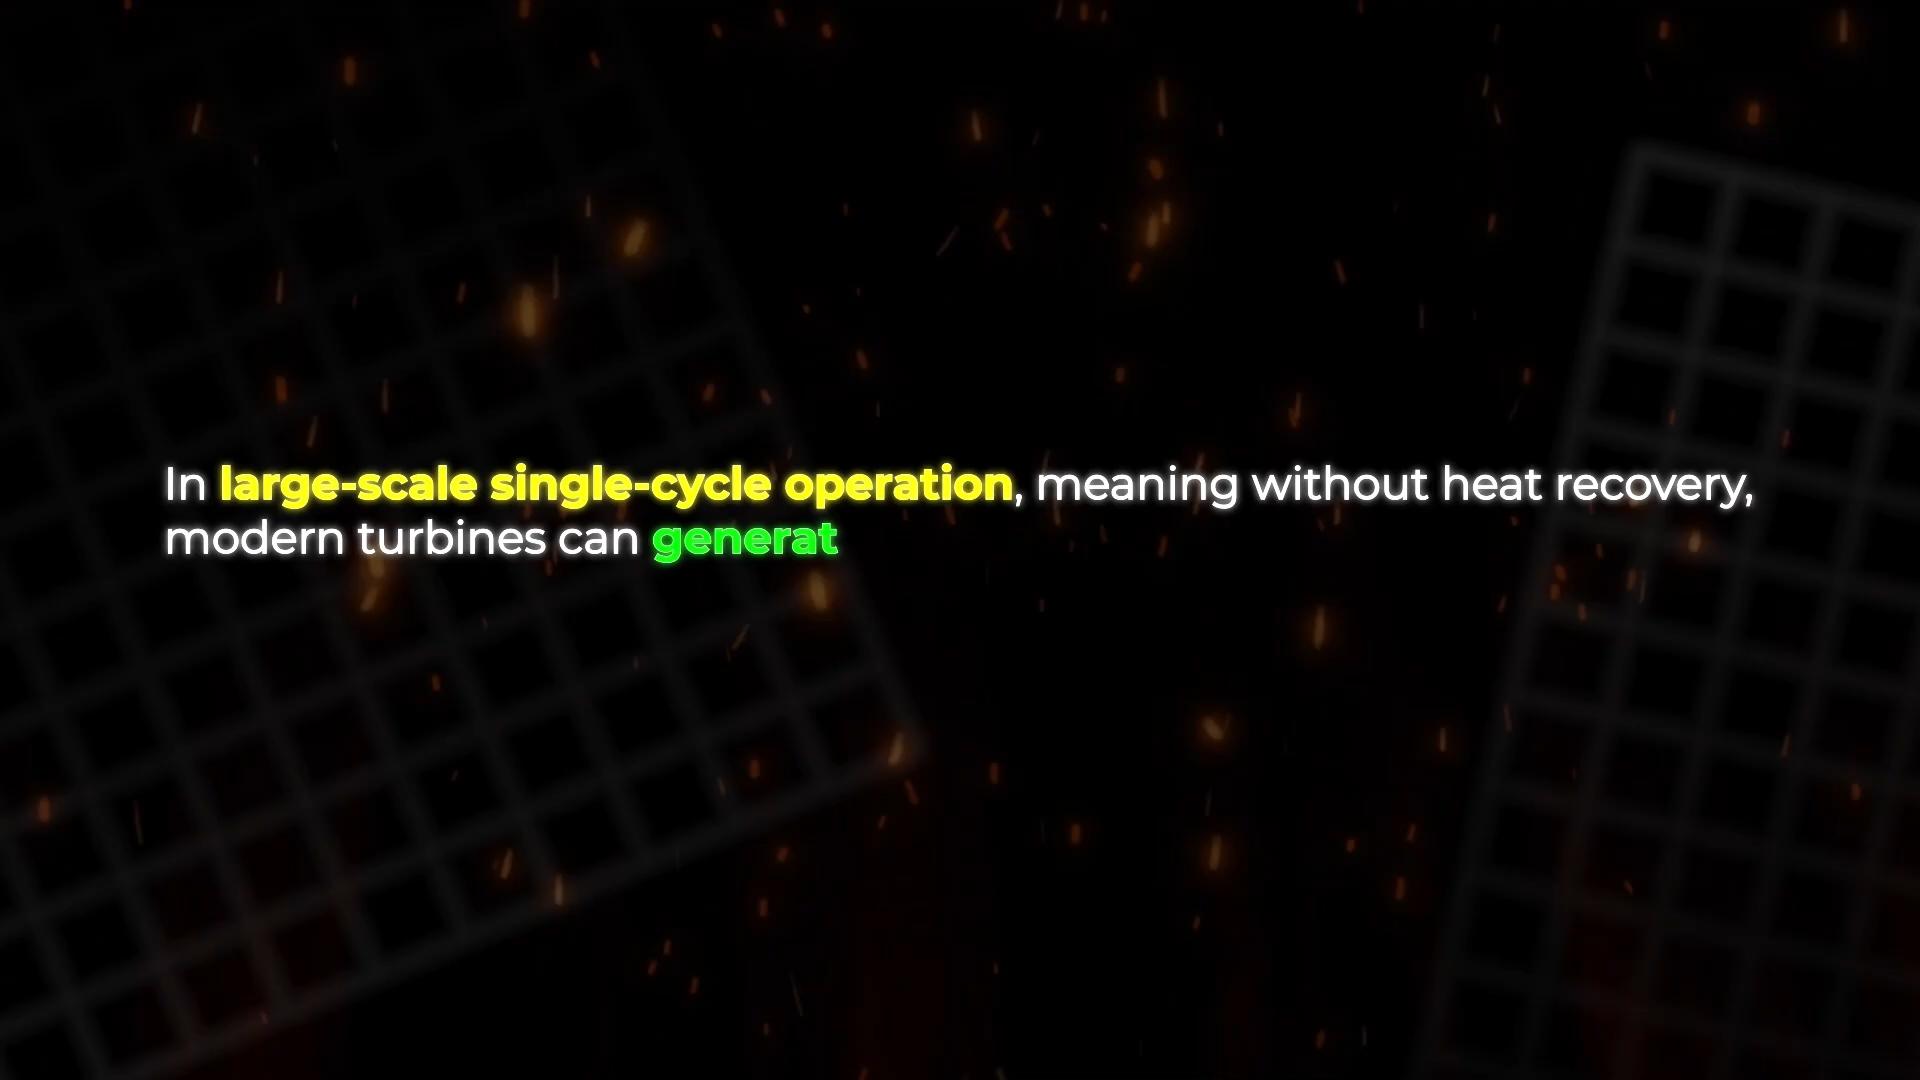 In large-scale single-cycle operation, meaning without heat recovery,
modern turbines can generat